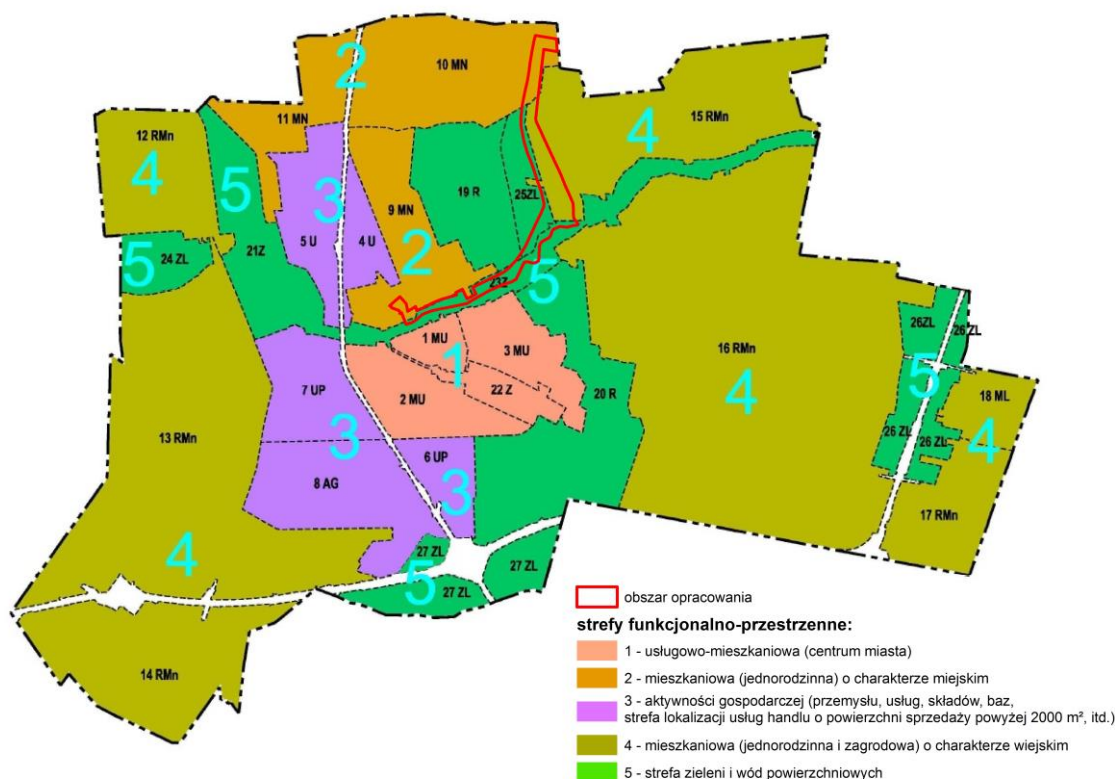 2
10 MN
11 MN
12 RMn
4
15 RMn
4
5
3
19 R
25ZL
9 MN
5 U
4 U
2
21Z
24 ZL
5
23Z
5
1 MU
3 MU
1
16 RMn
26ZL
26 ZL
5
7 UP
2 MU
22 Z
20 R
4
18 ML
4
13 RMn
3
6 UP
26 ZL
26 ZL
8 AG
3
17 RMn
4
27 ZL
5
27 ZL
27 ZL
14 RMn
obszar opracowania
strefy funkcjonalno-przestrzenne:
1 - usługowo-mieszkaniowa (centrum miasta)
2 - mieszkaniowa (jednorodzinna) o charakterze miejskim
3 - aktywności gospodarczej (przemysłu, usług, składów, baz,
strefa lokalizacji usług handlu o powierzchni sprzedaży powyżej 2000 m², itd.)
4 - mieszkaniowa (jednorodzinna i zagrodowa) o charakterze wiejskim
5 - strefa zieleni i wód powierzchniowych